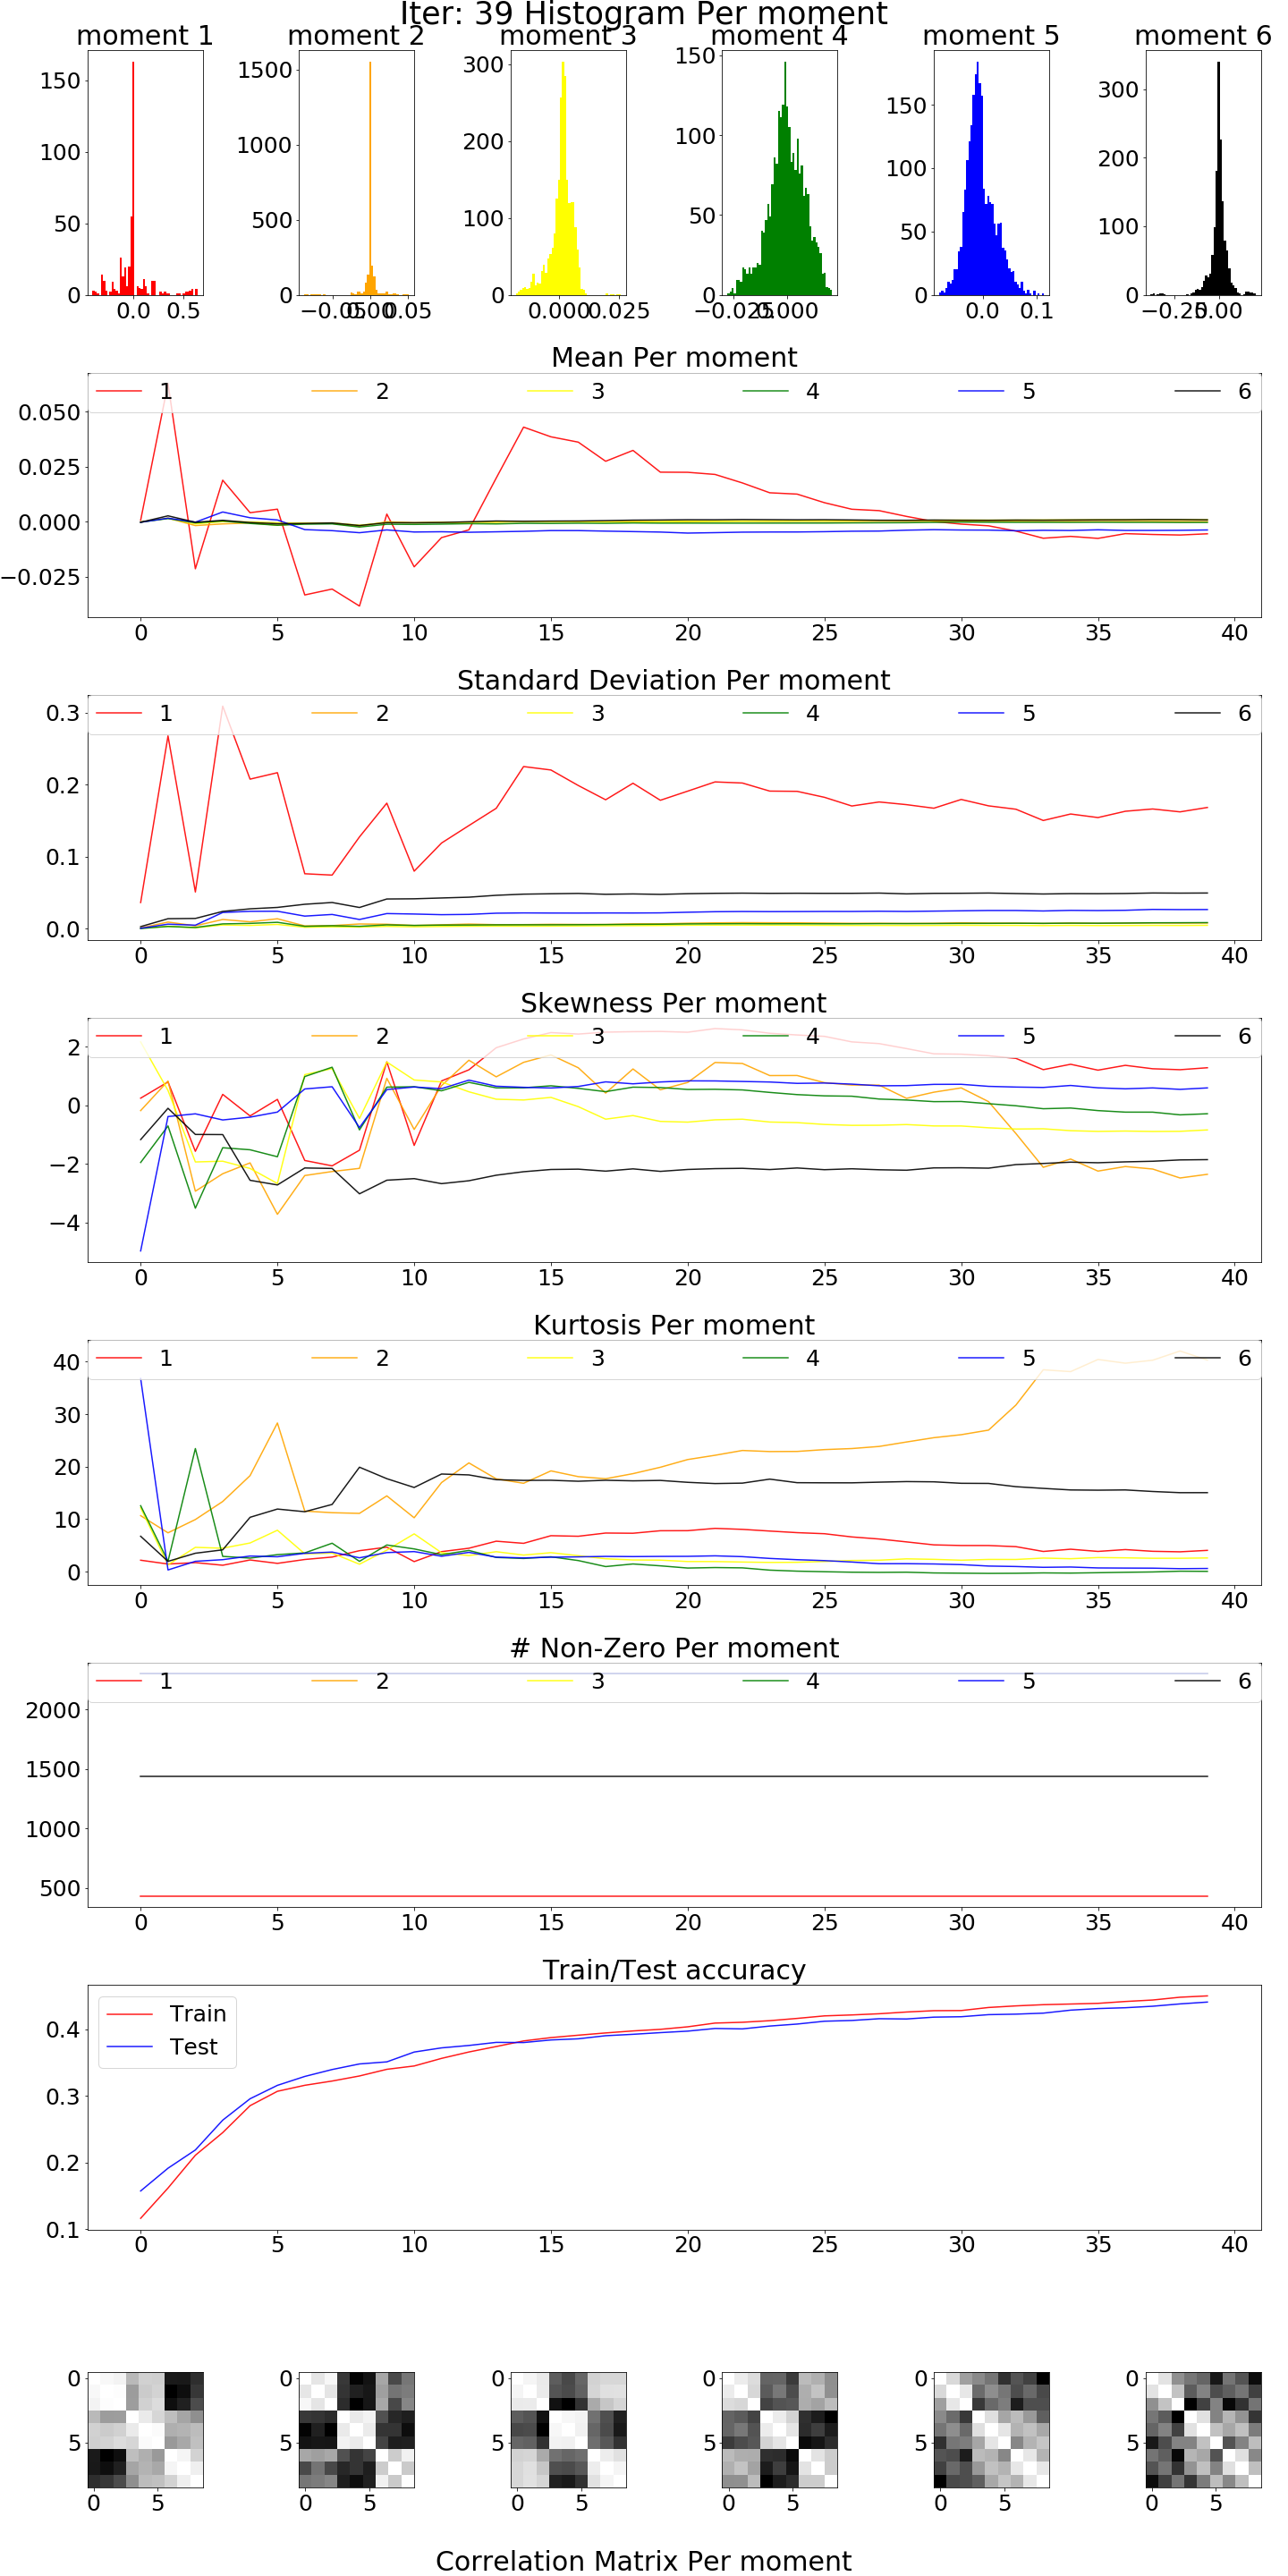 Iter: 39 Histogram Per moment
moment 1 moment 2 moment 3 moment 4 moment 5 moment 6
150 100 50 0
0.0 0.5
1500 1000 500 0
−0.05 0.00 0.05
300 200 100 0
0.000 0.025
150 100 50 0
−0.025 0.000
150 100 50 0
0.0 0.1
300 200 100 0
−0.25 0.00
Mean Per moment
1 2 3 4 5 6
0.050
0.025
0.000
−0.025
0 5 10 15 20 25 30 35 40
Standard Deviation Per moment
1 2 3 4 5 6
0.3
0.2
0.1
0.0
0 5 10 15 20 25 30 35 40
Skewness Per moment
1 2 3 4 5 6
2
0
−2
−4
0 5 10 15 20 25 30 35 40
Kurtosis Per moment
1 2 3 4 5 6
40
30
20
10
0
0 5 10 15 20 25 30 35 40
# Non-Zero Per moment
1 2 3 4 5 6
2000
1500
1000
500
0 5 10 15 20 25 30 35 40
Train/Test accuracy
Train
Test
0.4
0.3
0.2
0.1
0 5 10 15 20 25 30 35 40
0 0 0 0 0 0
5 5 5 5 5 5
0 5 0 5 0 5 0 5 0 5 0 5
Correlation Matrix Per moment